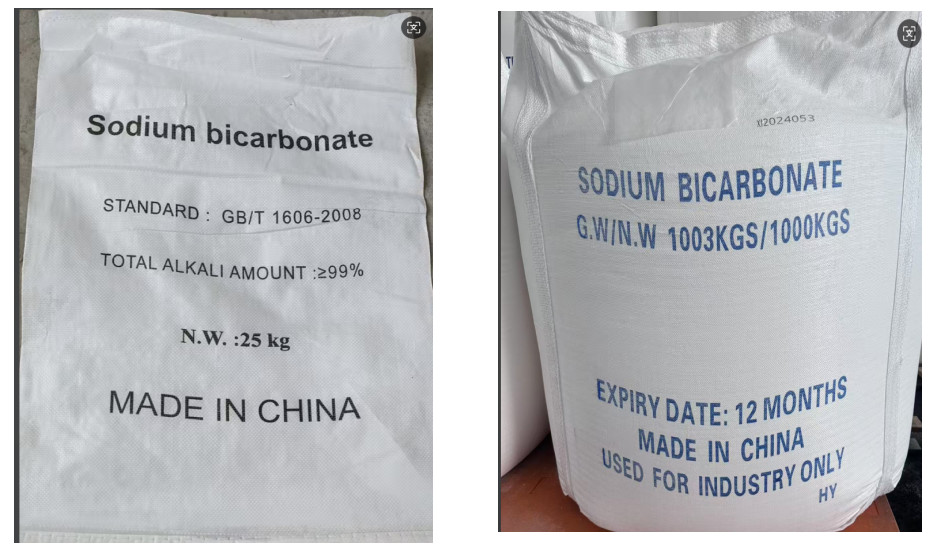 Sodium bicarbonate
STANDARD : GB/T 1606-2008
TOTAL ALKALI AMOUNT :≥99%
N.W. :25 kg
MADE IN CHINA
2024053
SODIUM BICARBONATE
G.W/N.W 1003KGS/1000KGS
EXPIRY DATE: 12 MONTHS
MADE IN CHINA
USED FOR INDUSTRY ONLY
HY